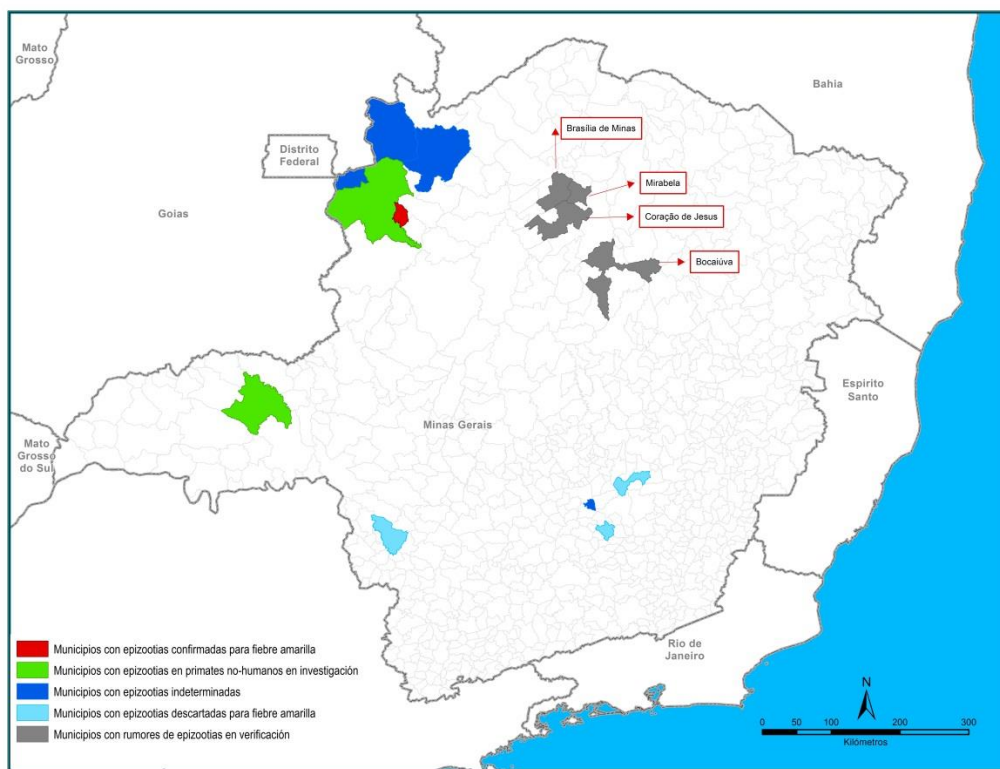 Mato
Grosso
Bahia
Brasília de Minas
Distrito
Federal
Mirabela
Goias
Coração de Jesus
Bocaiúva
Espirito
Santo
Minas Gerais
Mato
Grosso
do Sul
Rio de
Janeiro
Municipios con epizootias confirmadas para fiebre amarilla
Municipios con epizootias en primates no-humanos en investigación
Municipios con epizootias indeterminadas
Municipios con epizootias descartadas para fiebre amarilla
Municipios con rumores de epizootias en verificación
N
0 50 100 200 300
Kilómetros